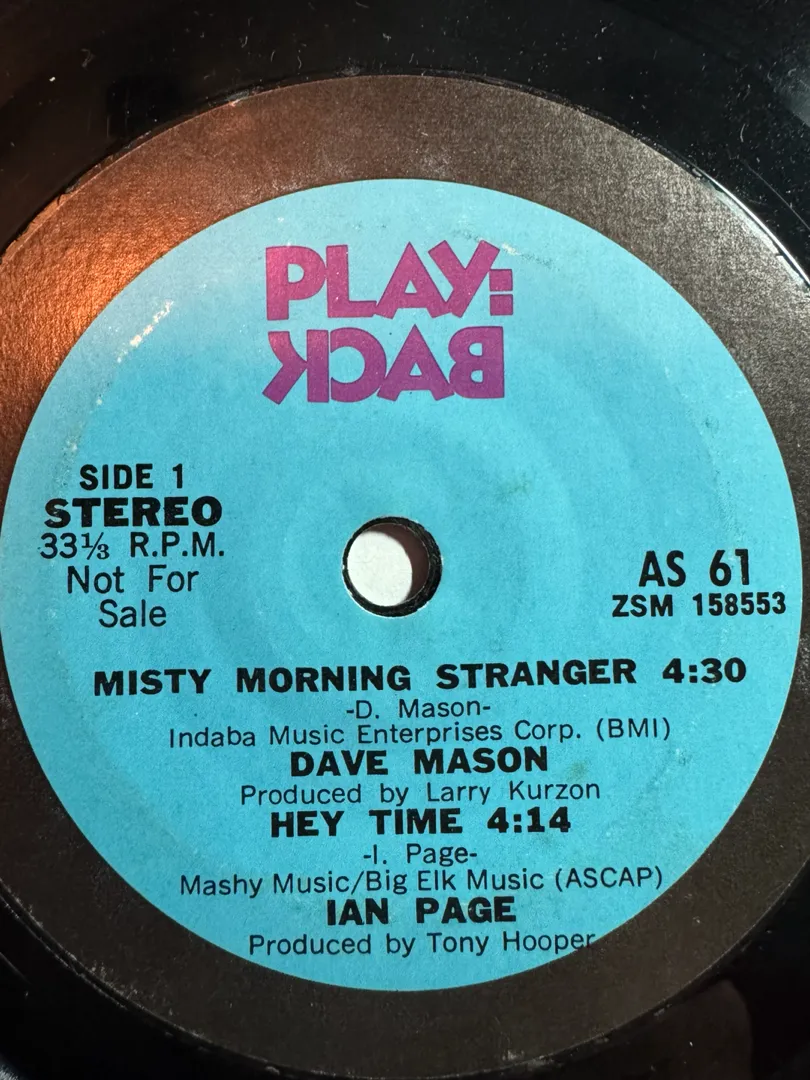 PLAY:
BACK
SIDE 1
STEREO
33⅓ R.P.M.
Not For
Sale
AS 61
ZSM 158553
MISTY MORNING STRANGER 4:30
-D. Mason-
Indaba Music Enterprises Corp. (BMI)
DAVE MASON
Produced by Larry Kurzon
HEY TIME 4:14
-I. Page-
Mashy Music/Big Elk Music (ASCAP)
IAN PAGE
Produced by Tony Hooper